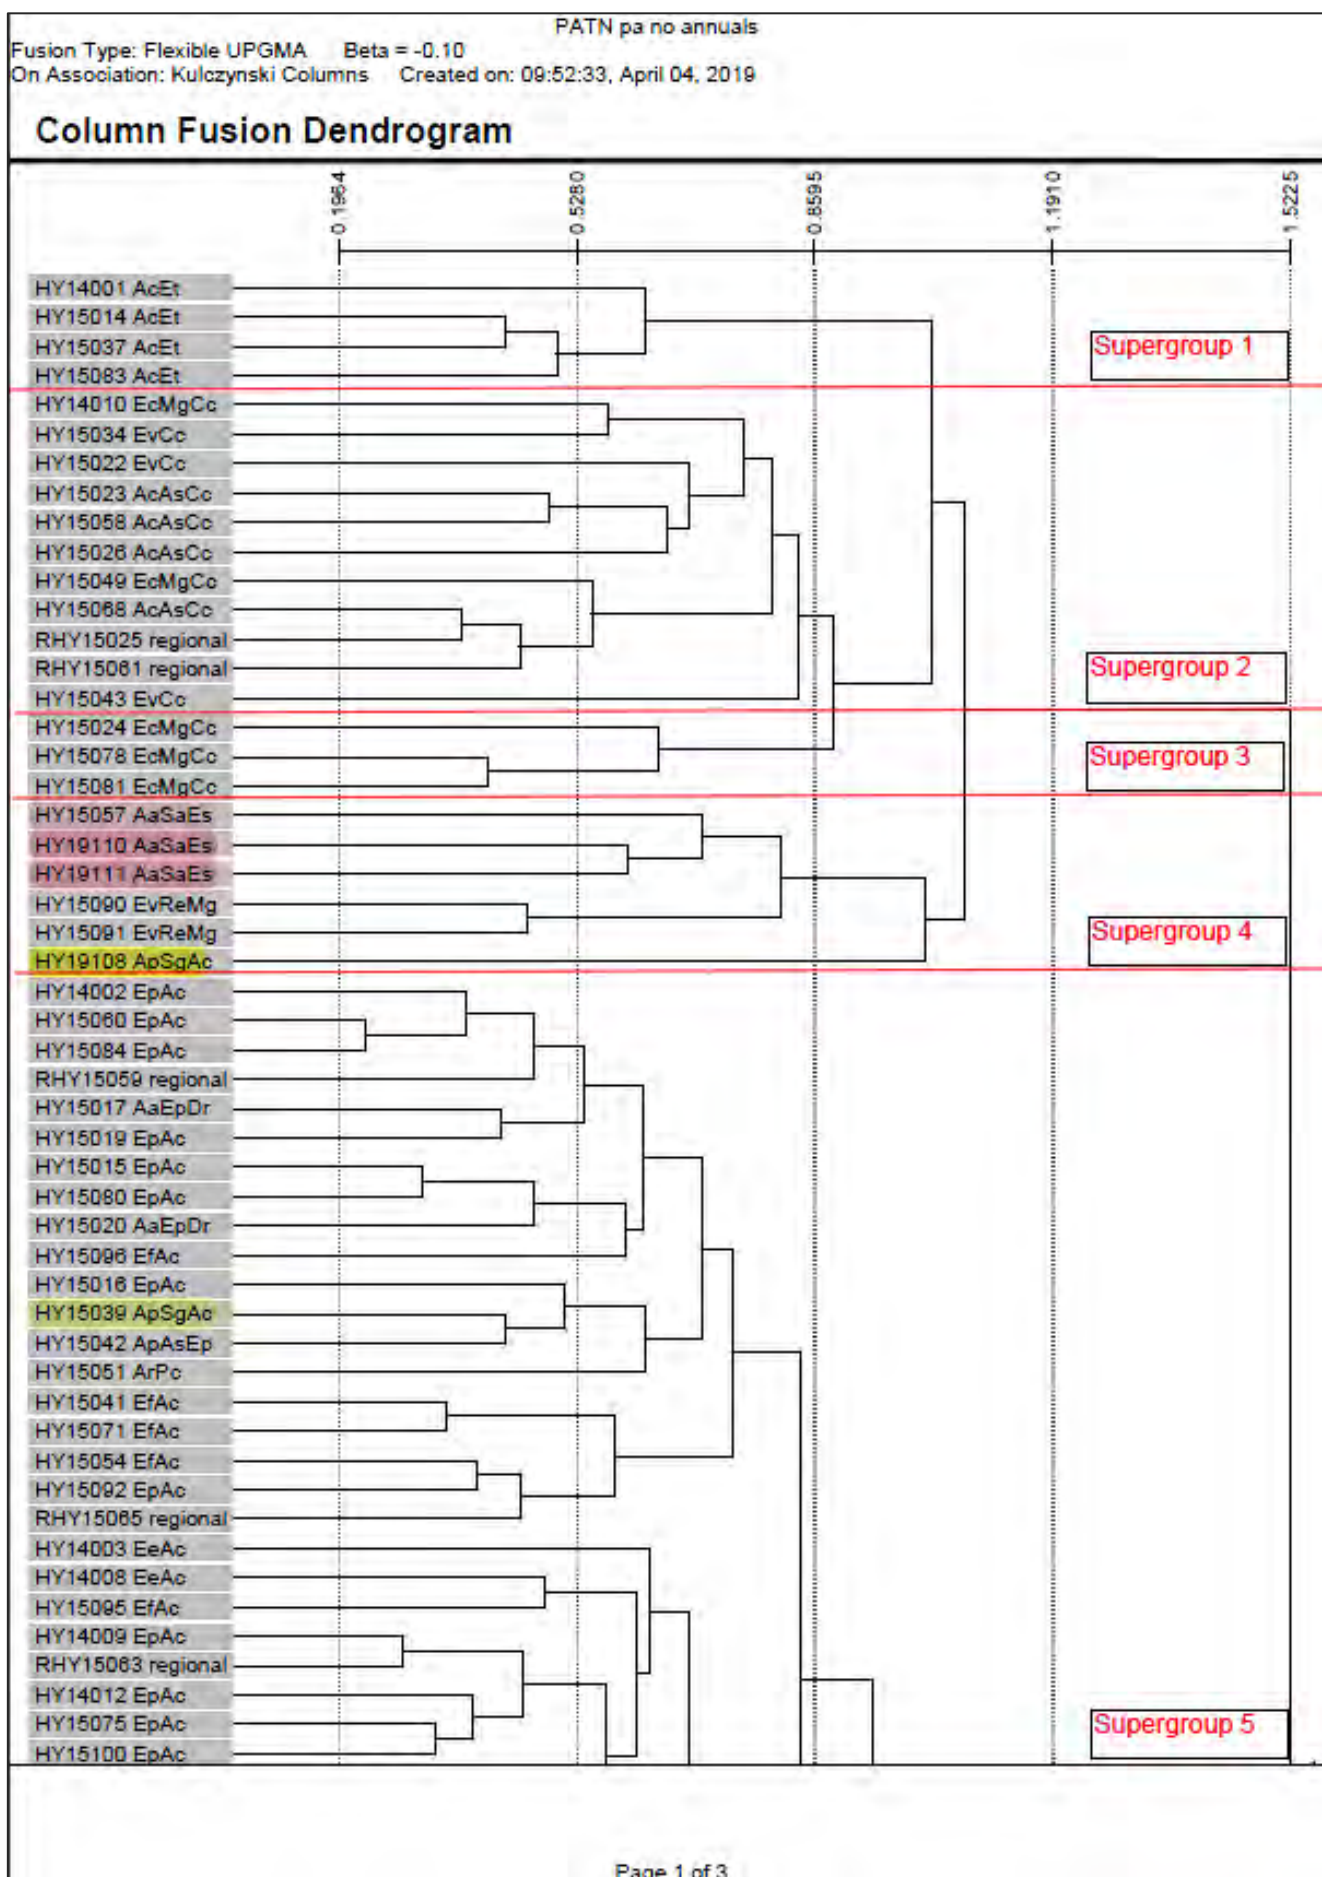 PATN pa no annuals
Fusion Type: Flexible UPGMA Beta = -0.10
On Association: Kulczynski Columns Created on: 09:52:33, April 04, 2019
Column Fusion Dendrogram
0.1964 0.5280 0.8595 1.1910 1.5225
HY14001 AcEt
HY15014 AcEt
HY15037 AcEt
Supergroup 1
HY15083 AcEt
HY14010 EcMgCc
HY15034 EvCc
HY15022 EvCc
HY15023 AcAsCc
HY15058 AcAsCc
HY15026 AcAsCc
HY15049 EcMgCc
HY15068 AcAsCc
RHY15025 regional
RHY15061 regional
Supergroup 2
HY15043 EvCc
HY15024 EcMgCc
HY15078 EcMgCc
Supergroup 3
HY15081 EcMgCc
HY15057 AaSaEs
HY19110 AaSaEs
HY19111 AaSaEs
HY15090 EvReMg
HY15091 EvReMg
Supergroup 4
HY19108 ApSgAc
HY14002 EpAc
HY15060 EpAc
HY15084 EpAc
RHY15059 regional
HY15017 AaEpDr
HY15019 EpAc
HY15015 EpAc
HY15080 EpAc
HY15020 AaEpDr
HY15096 EfAc
HY15016 EpAc
HY15039 ApSgAc
HY15042 ApAsEp
HY15051 ArPc
HY15041 EfAc
HY15071 EfAc
HY15054 EfAc
HY15092 EpAc
RHY15065 regional
HY14003 EeAc
HY14008 EeAc
HY15095 EfAc
HY14009 EpAc
RHY15063 regional
HY14012 EpAc
HY15075 EpAc
Supergroup 5
HY15100 EpAc
Page 1 of 3